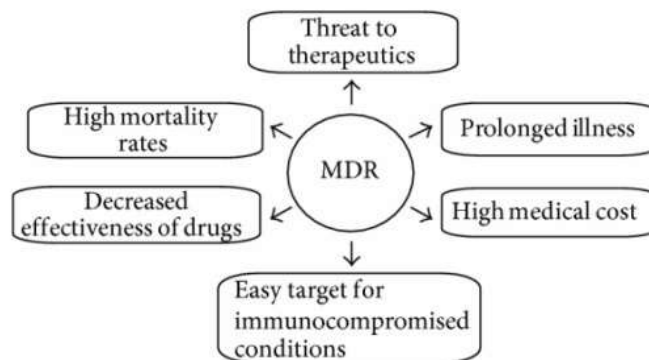 Threat to
therapeutics
High mortality
rates
Prolonged illness
MDR
Decreased
effectiveness of drugs
High medical cost
Easy target for
immunocompromised
conditions